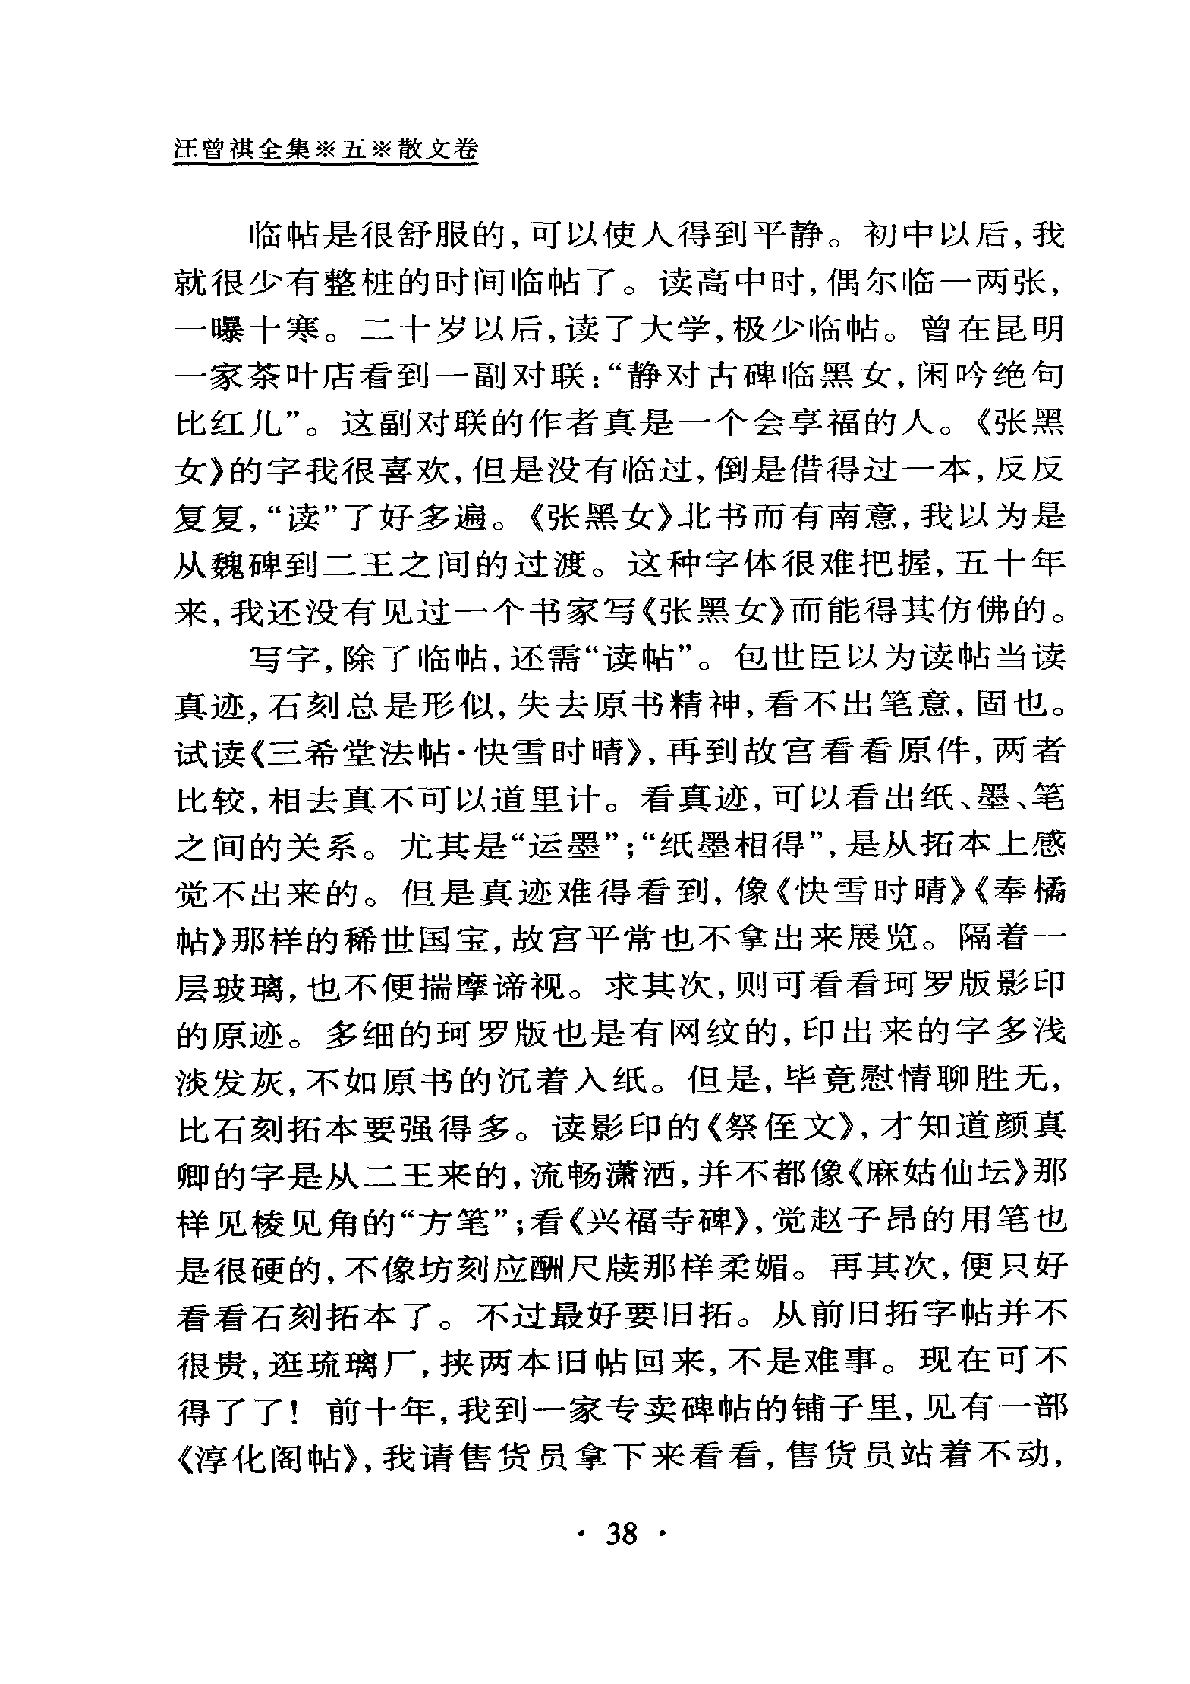 汪曾祺全集※五※散文卷
临帖是很舒服的,可以使人得到平静。初中以后,我
就很少有整桩的时间临帖了。读高中时,偶尔临一两张,
一曝十寒。二十岁以后,读了大学,极少临帖。曾在昆明
一家茶叶店看到一副对联:“静对古碑临黑女,闲吟绝句
比红儿”。这副对联的作者真是一个会享福的人。《张黑
女》的字我很喜欢,但是没有临过,倒是借得过一本,反反
复复,“读”了好多遍。《张黑女》北书而有南意,我以为是
从魏碑到二王之间的过渡。这种字体很难把握,五十年
来,我还没有见过一个书家写《张黑女》而能得其仿佛的。
写字,除了临帖,还需“读帖”。包世臣以为读帖当读
真迹,石刻总是形似,失去原书精神,看不出笔意,固也。
试读《三希堂法帖·快雪时晴》,再到故宫看看原件,两者
比较,相去真不可以道里计。看真迹,可以看出纸、墨、笔
之间的关系。尤其是“运墨”;“纸墨相得”,是从拓本上感
觉不出来的。但是真迹难得看到,像《快雪时晴》《奉橘
帖》那样的稀世国宝,故宫平常也不拿出来展览。隔着一
层玻璃,也不便揣摩谛视。求其次,则可看看珂罗版影印
的原迹。多细的珂罗版也是有网纹的,印出来的字多浅
淡发灰,不如原书的沉着入纸。但是,毕竟慰情聊胜无,
比石刻拓本要强得多。读影印的《祭侄文》,才知道颜真
卿的字是从二王来的,流畅潇洒,并不都像《麻姑仙坛》那
样见棱见角的“方笔”;看《兴福寺碑》,觉赵子昂的用笔也
是很硬的,不像坊刻应酬尺牍那样柔媚。再其次,便只好
看看石刻拓本了。不过最好要旧拓。从前旧拓字帖并不
很贵,逛琉璃厂,挟两本旧帖回来,不是难事。现在可不
得了了!前十年,我到一家专卖碑帖的铺子里,见有一部
《淳化阁帖》,我请售货员拿下来看看,售货员站着不动,
· 38 ·